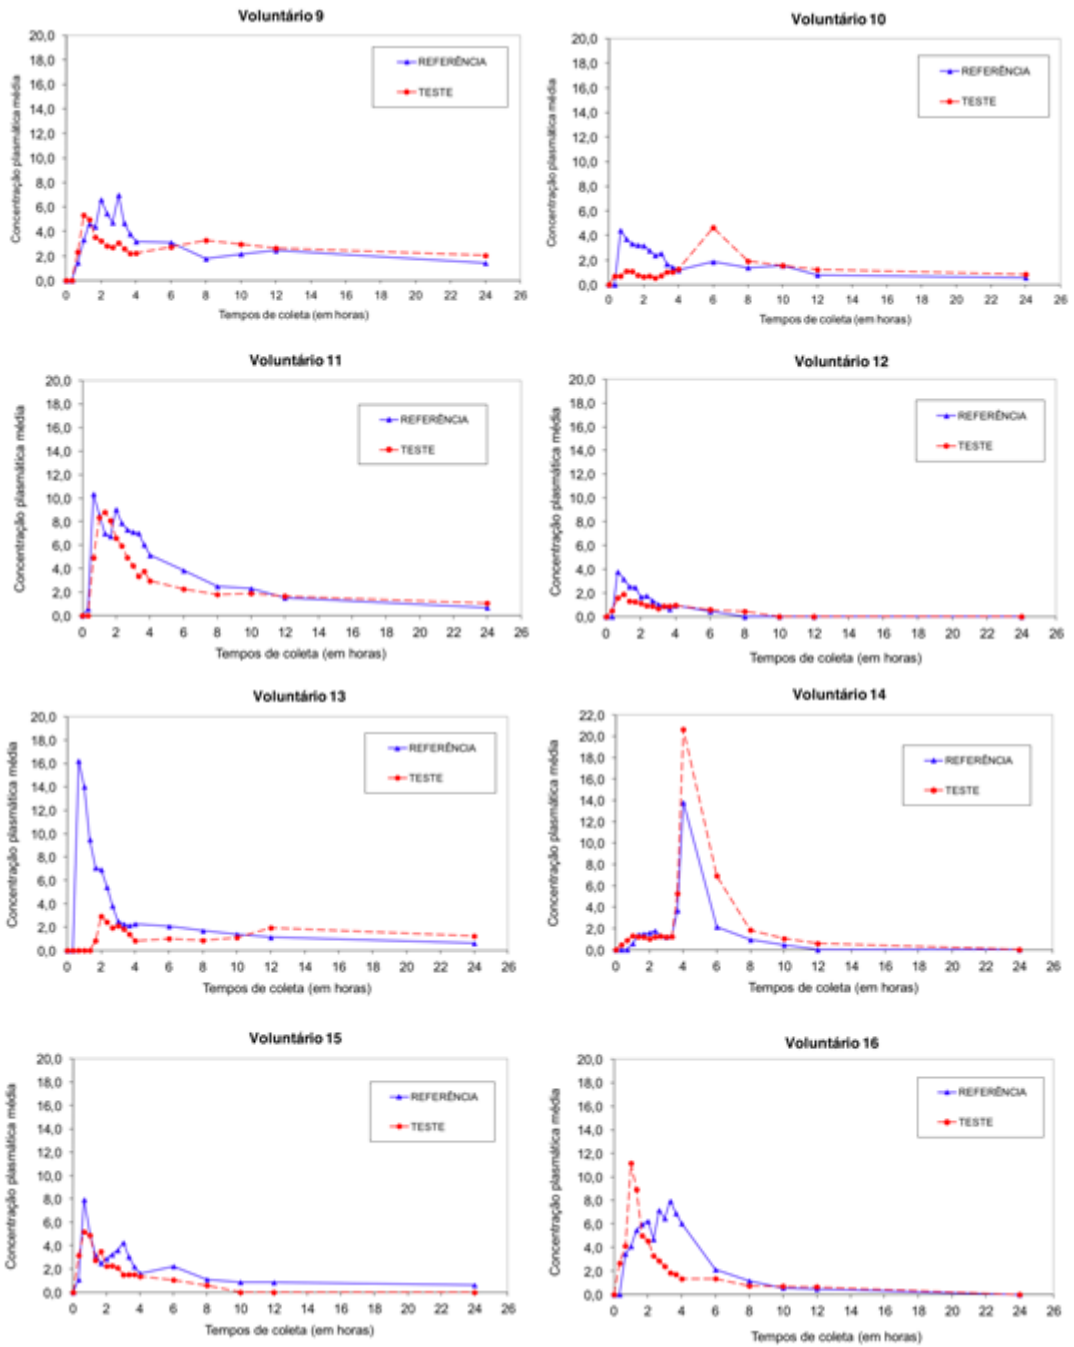 Voluntário 9
Concentração plasmática média
20,0
18,0
16,0
14,0
12,0
10,0
8,0
6,0
4,0
2,0
0,0
REFERÊNCIA
TESTE
0 2 4 6 8 10 12 14 16 18 20 22 24 26
Tempos de coleta (em horas)
Voluntário 10
Concentração plasmática média
20,0
18,0
16,0
14,0
12,0
10,0
8,0
6,0
4,0
2,0
0,0
REFERÊNCIA
TESTE
0 2 4 6 8 10 12 14 16 18 20 22 24 26
Tempos de coleta (em horas)
Voluntário 11
Concentração plasmática média
20,0
18,0
16,0
14,0
12,0
10,0
8,0
6,0
4,0
2,0
0,0
REFERÊNCIA
TESTE
0 2 4 6 8 10 12 14 16 18 20 22 24 26
Tempos de coleta (em horas)
Voluntário 12
Concentração plasmática média
20,0
18,0
16,0
14,0
12,0
10,0
8,0
6,0
4,0
2,0
0,0
REFERÊNCIA
TESTE
0 2 4 6 8 10 12 14 16 18 20 22 24 26
Tempos de coleta (em horas)
Voluntário 13
Concentração plasmática média
20,0
18,0
16,0
14,0
12,0
10,0
8,0
6,0
4,0
2,0
0,0
REFERÊNCIA
TESTE
0 2 4 6 8 10 12 14 16 18 20 22 24 26
Tempos de coleta (em horas)
Voluntário 14
Concentração plasmática média
22,0
20,0
18,0
16,0
14,0
12,0
10,0
8,0
6,0
4,0
2,0
0,0
REFERÊNCIA
TESTE
0 2 4 6 8 10 12 14 16 18 20 22 24 26
Tempos de coleta (em horas)
Voluntário 15
Concentração plasmática média
20,0
18,0
16,0
14,0
12,0
10,0
8,0
6,0
4,0
2,0
0,0
REFERÊNCIA
TESTE
0 2 4 6 8 10 12 14 16 18 20 22 24 26
Tempos de coleta (em horas)
Voluntário 16
Concentração plasmática média
20,0
18,0
16,0
14,0
12,0
10,0
8,0
6,0
4,0
2,0
0,0
REFERÊNCIA
TESTE
0 2 4 6 8 10 12 14 16 18 20 22 24 26
Tempos de coleta (em horas)